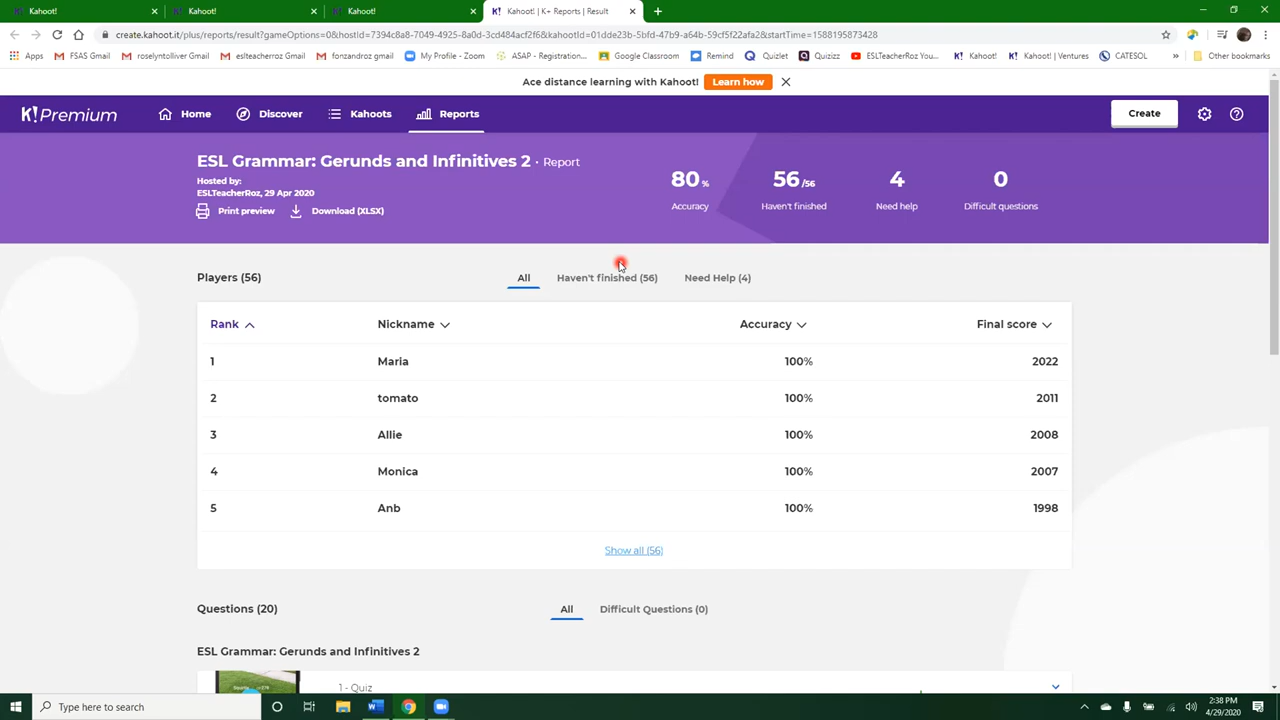 Kahoot!
Kahoot!
Kahoot!
Kahoot! | K+ Reports | Result
create.kahoot.it/plus/reports/result?gameOptions=0&hostId=7394c8a8-7049-4925-8a0d-3cd484acf2f6&kahootId=01dde23b-5bfd-47b9-a64b-59cf5f22afa2&startTime=1588195873428
Apps
FSAS Gmail
roselyntolliver Gmail
eslteacherroz Gmail
fonzandroz gmail
My Profile - Zoom
ASAP - Registration...
Google Classroom
Remind
Quizlet
Quizizz
ESLTeacherRoz You...
Kahoot!
Kahoot! | Ventures
CATESOL
»
Other bookmarks
Ace distance learning with Kahoot!
Learn how
K!Premium
Home
Discover
Kahoots
Reports
Create
ESL Grammar: Gerunds and Infinitives 2 · Report
Hosted by:
ESLTeacherRoz, 29 Apr 2020
Print preview
Download (XLSX)
80 %
Accuracy
56 /56
Haven't finished
4
Need help
0
Difficult questions
Players (56)
All
Haven't finished (56)
Need Help (4)
Rank Nickname Accuracy Final score
1 Maria 100% 2022
2 tomato 100% 2011
3 Allie 100% 2008
4 Monica 100% 2007
5 Anb 100% 1998
Show all (56)
Questions (20)
All
Difficult Questions (0)
ESL Grammar: Gerunds and Infinitives 2
1 - Quiz
Type here to search
2:38 PM
4/29/2020